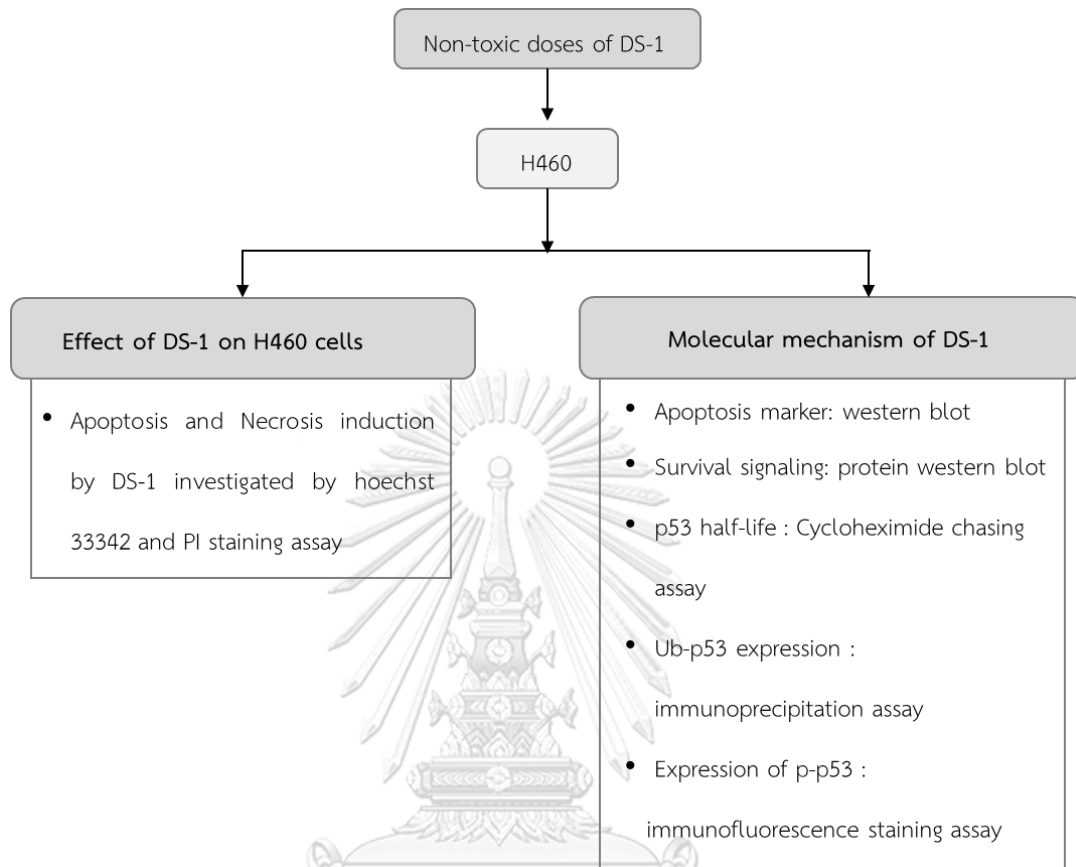 Non-toxic doses of DS-1
H460
Effect of DS-1 on H460 cells
• Apoptosis and Necrosis induction
by DS-1 investigated by hoechst
33342 and PI staining assay
Molecular mechanism of DS-1
• Apoptosis marker: western blot
• Survival signaling: protein western blot
• p53 half-life : Cycloheximide chasing
assay
• Ub-p53 expression :
immunoprecipitation assay
• Expression of p-p53 :
immunofluorescence staining assay